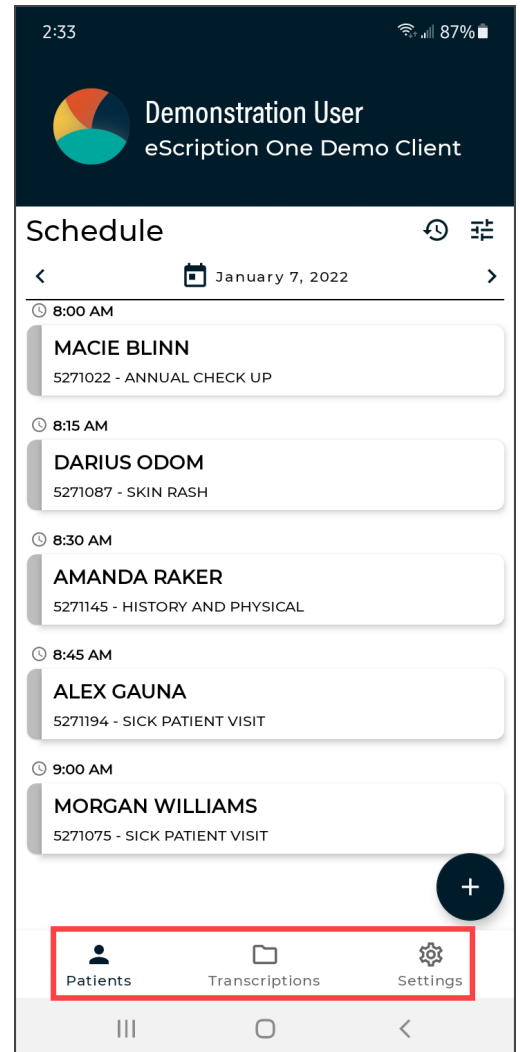 2:33 87%
Demonstration User
eScription One Demo Client
Schedule
January 7, 2022
8:00 AM
MACIE BLINN
5271022 - ANNUAL CHECK UP
8:15 AM
DARIUS ODOM
5271087 - SKIN RASH
8:30 AM
AMANDA RAKER
5271145 - HISTORY AND PHYSICAL
8:45 AM
ALEX GAUNA
5271194 - SICK PATIENT VISIT
9:00 AM
MORGAN WILLIAMS
5271075 - SICK PATIENT VISIT
Patients Transcriptions Settings